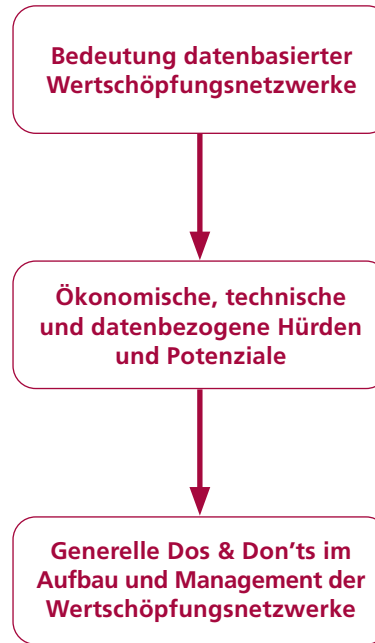 Bedeutung datenbasierter
Wertschöpfungsnetzwerke
Ökonomische, technische
und datenbezogene Hürden
und Potenziale
Generelle Dos & Don’ts im
Aufbau und Management der
Wertschöpfungsnetzwerke